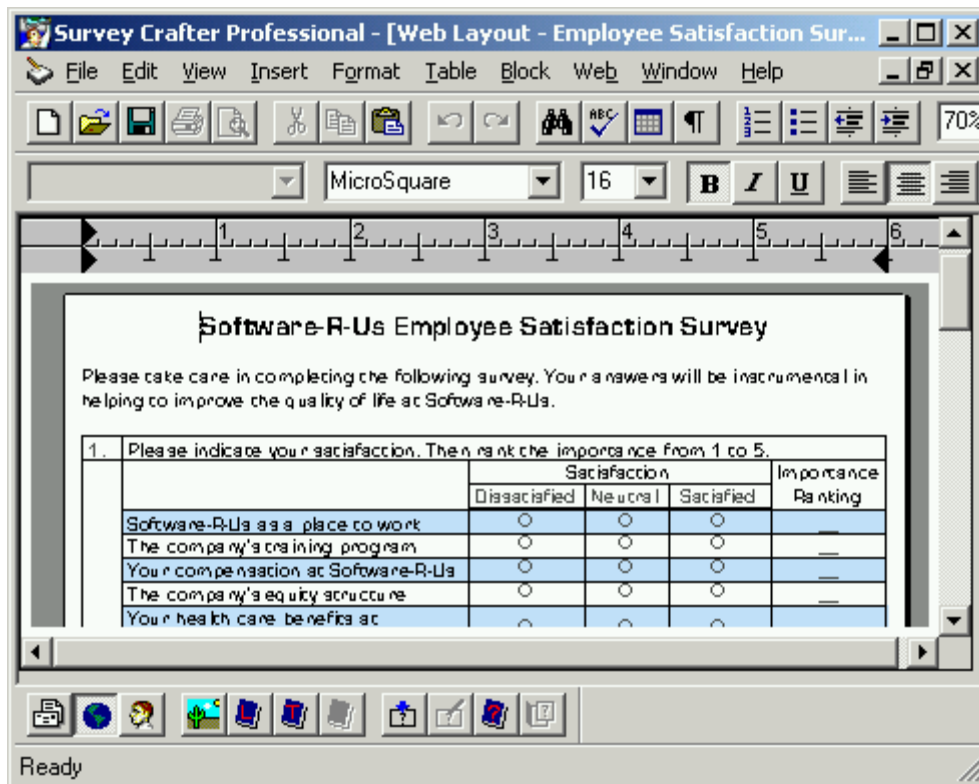 Survey Crafter Professional - [Web Layout - Employee Satisfaction Sur...
File Edit View Insert Format Table Block Web Window Help
ABC 70%
MicroSquare 16 B I U
1 2 3 4 5 6
Software-R-Us Employee Satisfaction Survey
Please take care in completing the following survey. Your answers will be instrumental in
helping to improve the quality of life at Software-R-Us.
1. Please indicate your satisfaction. Then rank the importance from 1 to 5.
Satisfaction Importance
Dissatisfied Neutral Satisfied Ranking
Software-R-Us as a place to work
The company's training program
Your compensation at Software-R-Us
The company's equity structure
Your health care benefits at
Ready